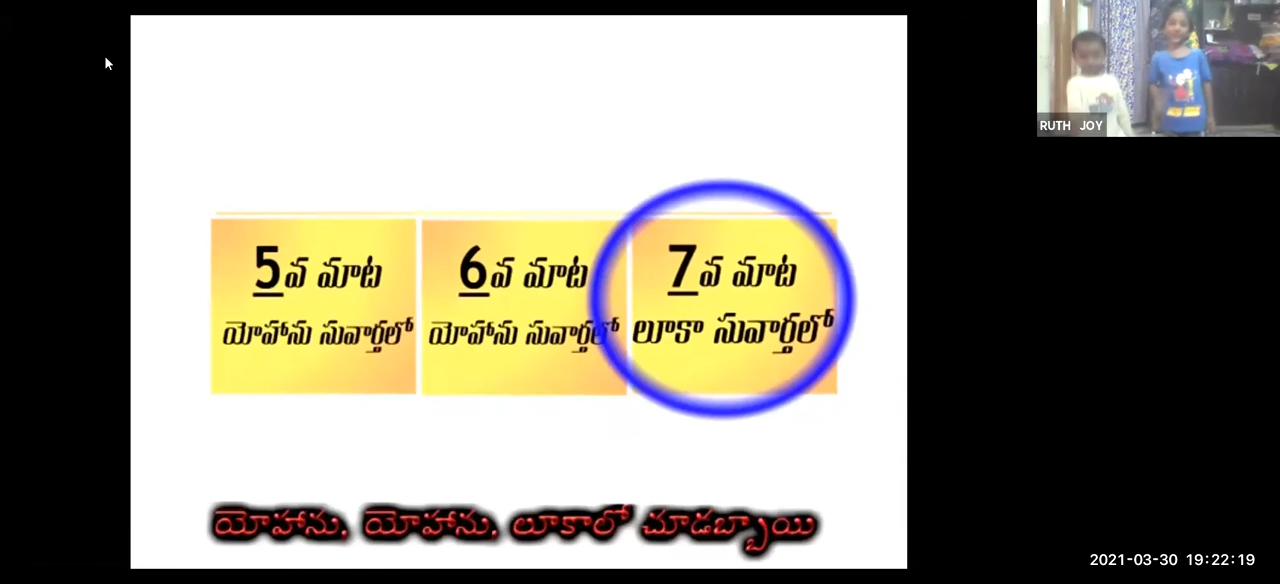 5వ మాట
యోహాను సువార్తలో
6వ మాట
యోహాను సువార్తలో
7వ మాట
లూకా సువార్తలో
యోహాను, యోహాను, లూకాలో చూడబ్బాయి
RUTH JOY
2021-03-30 19:22:19